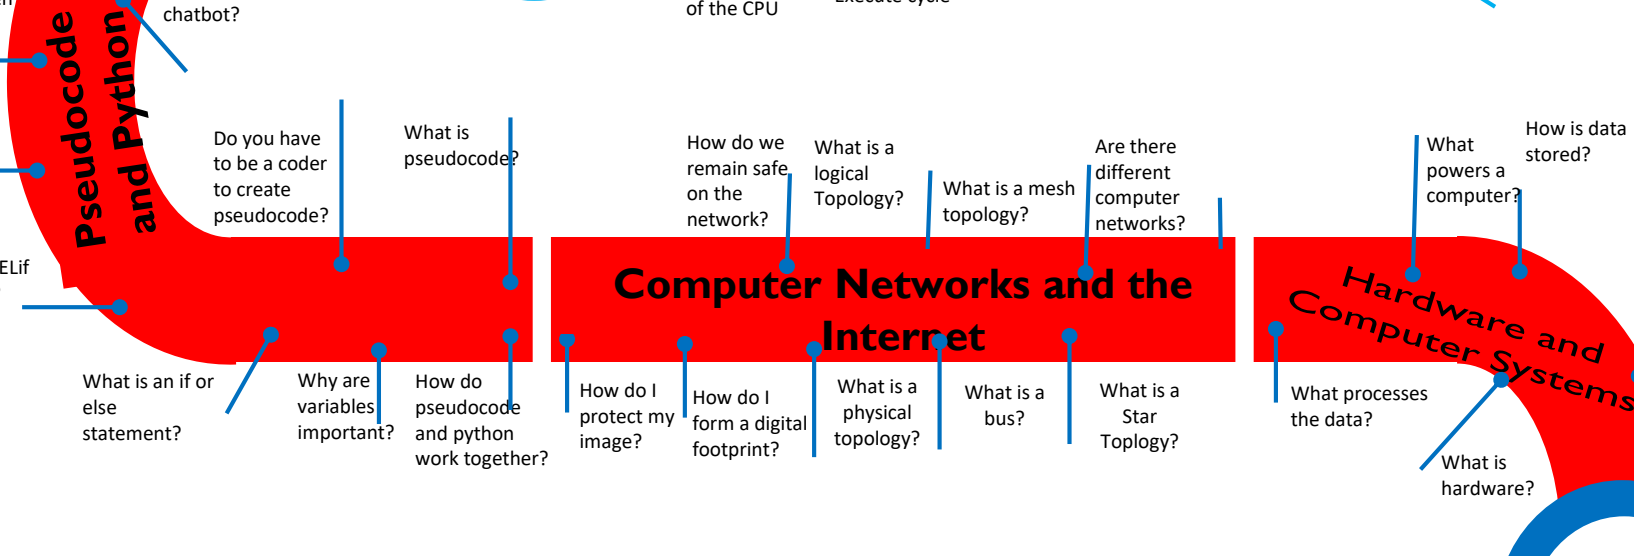 chatbot?
of the CPU
Pseudocode
and Python
Do you have
to be a coder
to create
pseudocode?
What is
pseudocode?
How do we
remain safe
on the
network?
What is a
logical
Topology?
What is a mesh
topology?
Are there
different
computer
networks?
What
powers a
computer?
How is data
stored?
ELif
Computer Networks and the
Internet
Hardware and
Computer Systems
What is an if or
else
statement?
Why are
variables
important?
How do
pseudocode
and python
work together?
How do I
protect my
image?
How do I
form a digital
footprint?
What is a
physical
topology?
What is a
bus?
What is a
Star
Toplogy?
What processes
the data?
What is
hardware?